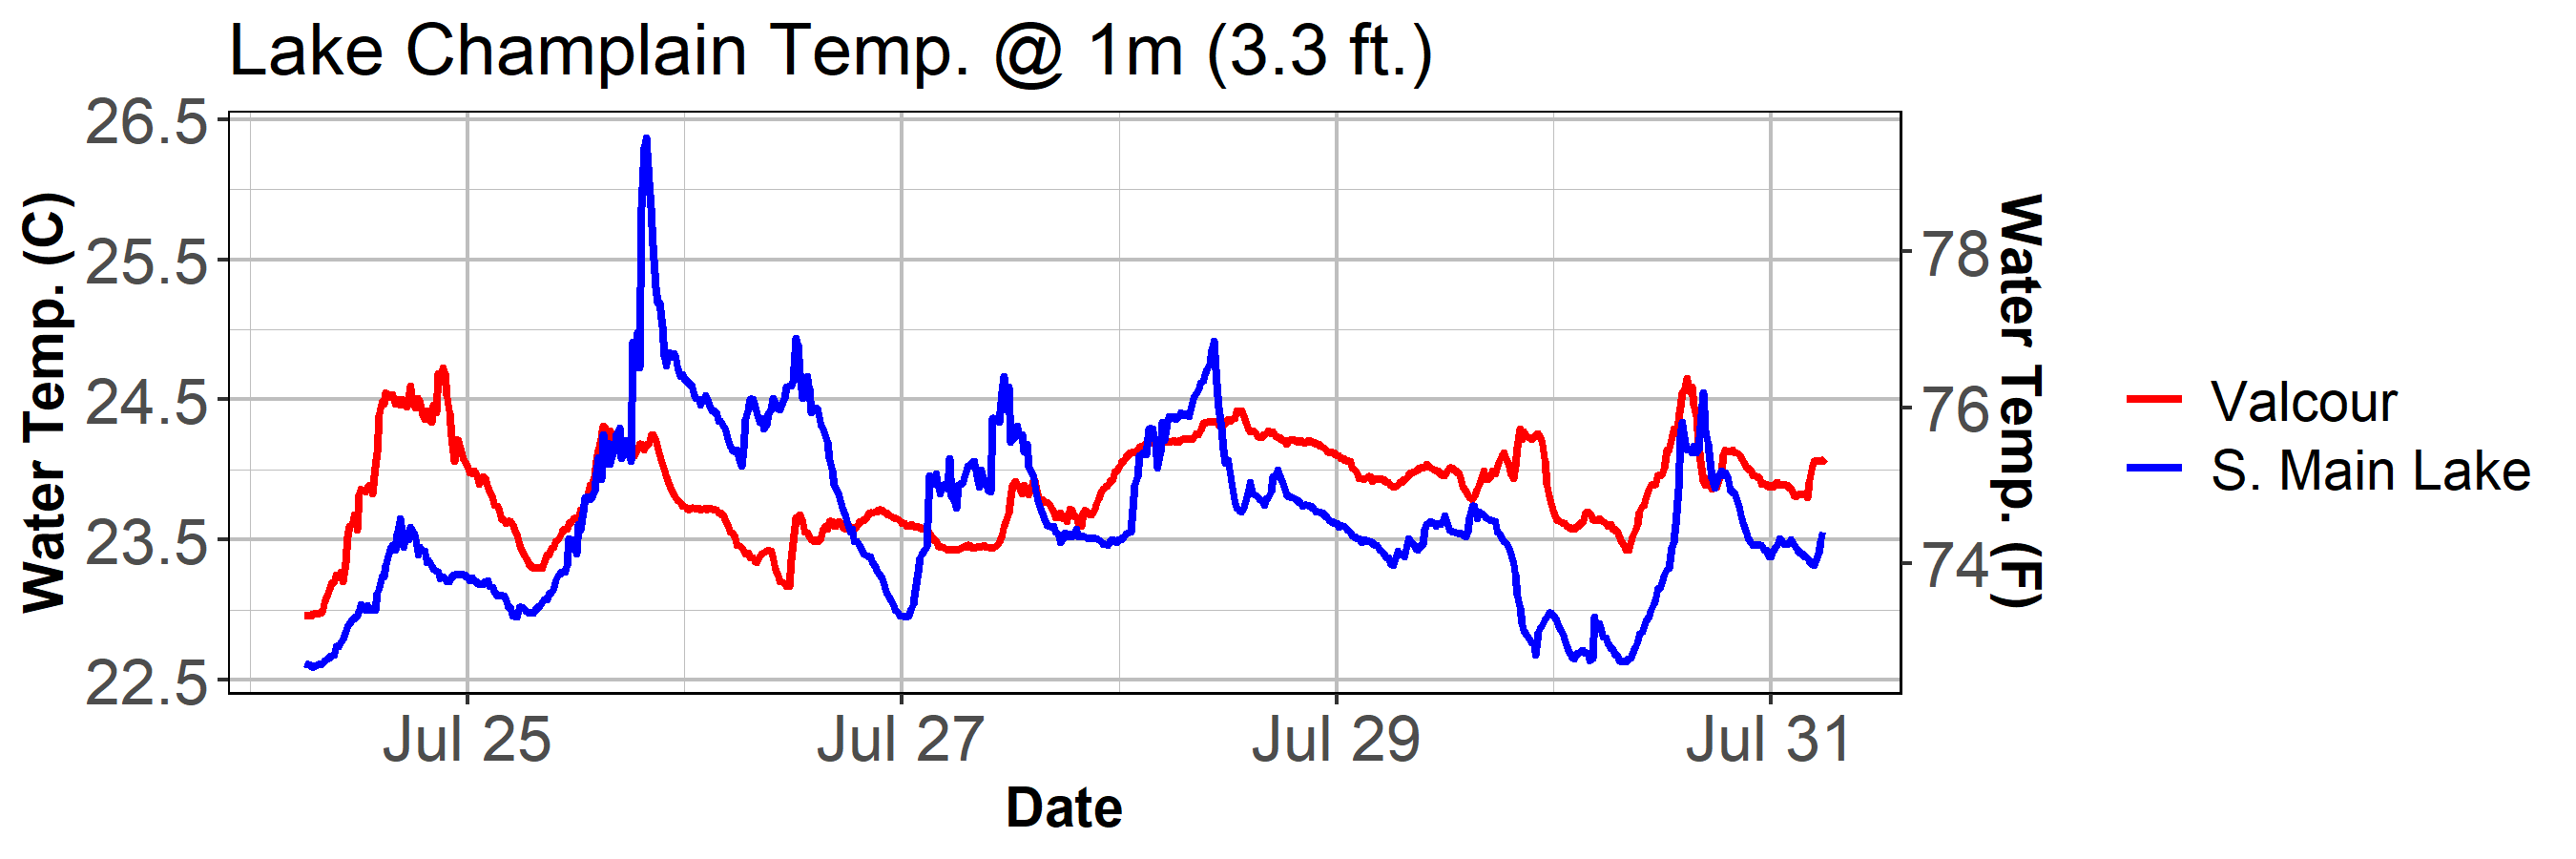 Lake Champlain Temp. @ 1m (3.3 ft.)
Water Temp. (C)
26.5
25.5
24.5
23.5
22.5
78
76
74
Water Temp. (F)
Jul 25
Jul 27
Jul 29
Jul 31
Date
Valcour
S. Main Lake